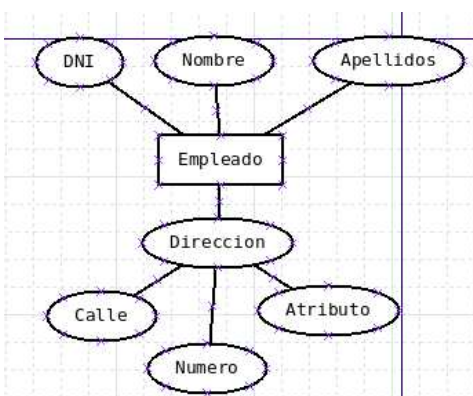 DNI
Nombre
Apellidos
Empleado
Direccion
Calle
Atributo
Numero